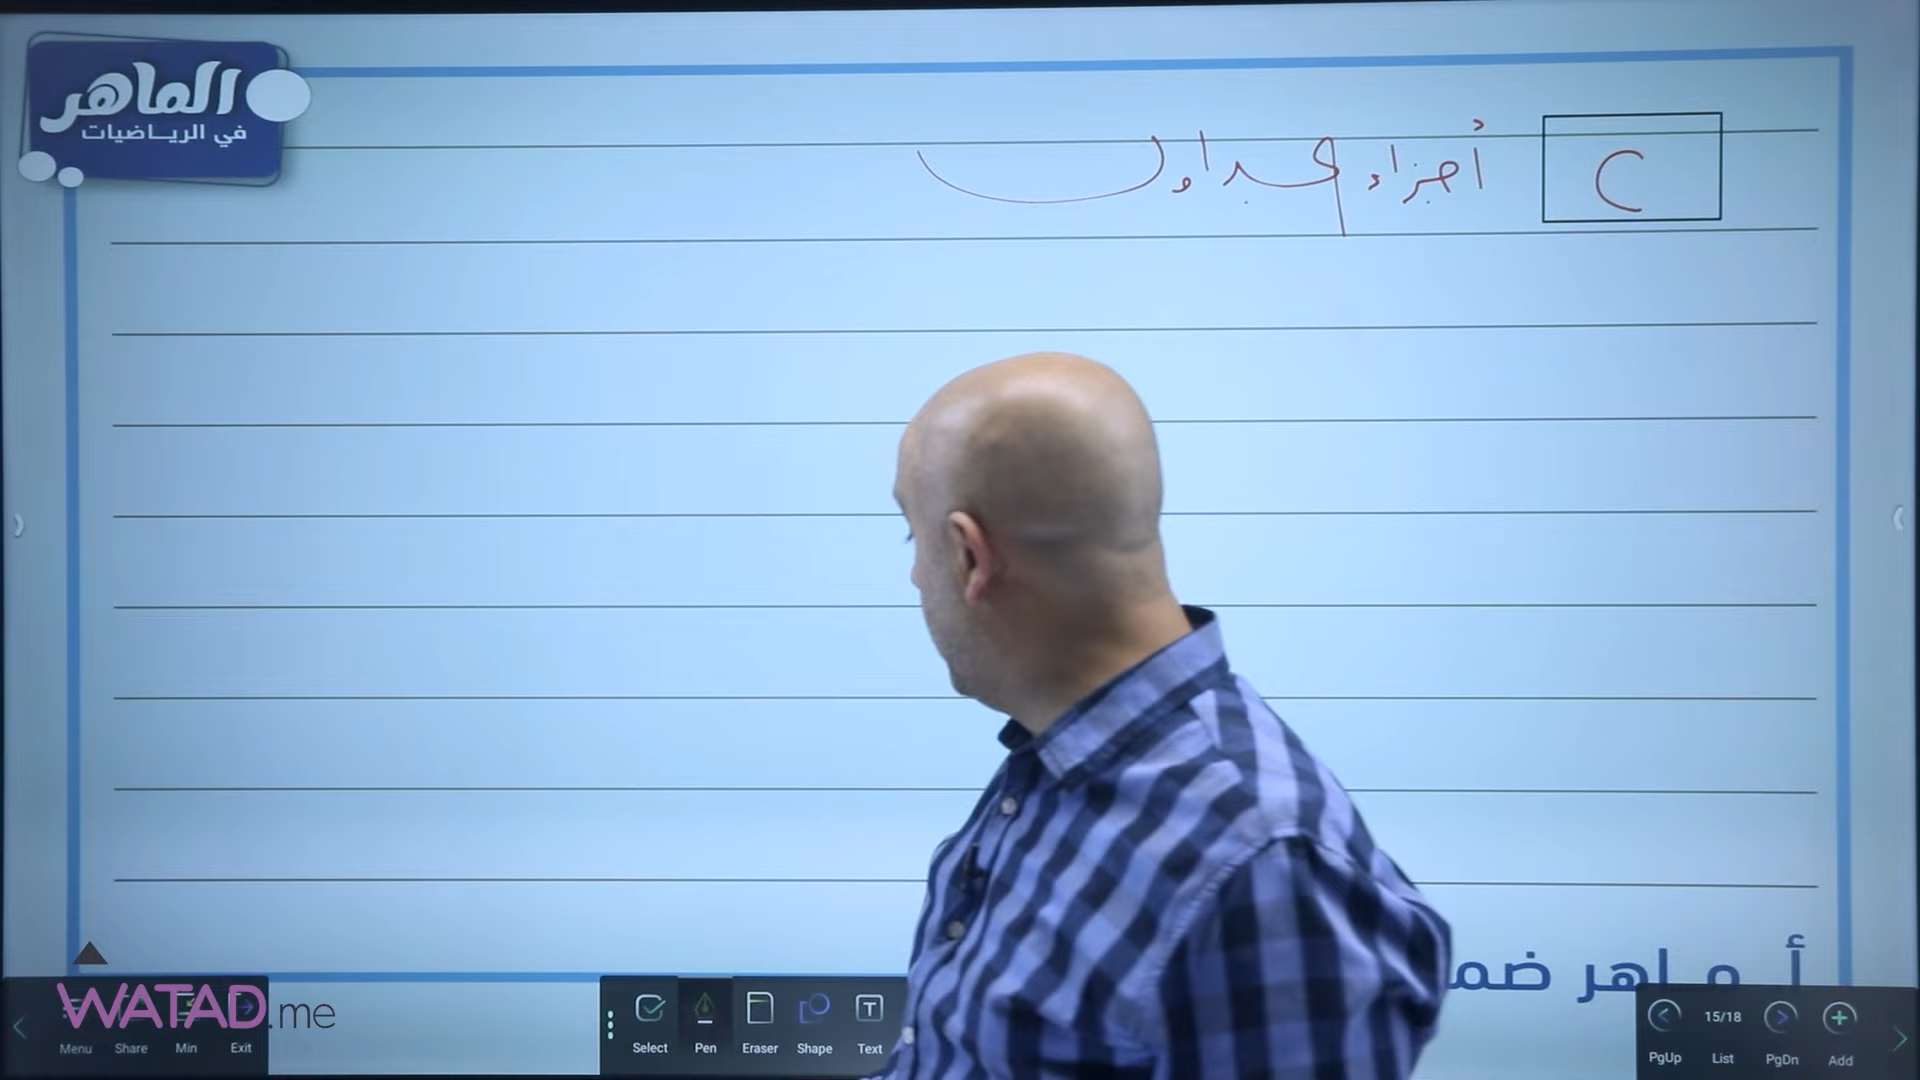 الماهر
في الرياضيات
C أجزاء الجداول
أ. ماهر ضم
WATAD.me
Menu Share Min Exit
Select Pen Eraser Shape Text
15/18
PgUp List PgDn Add